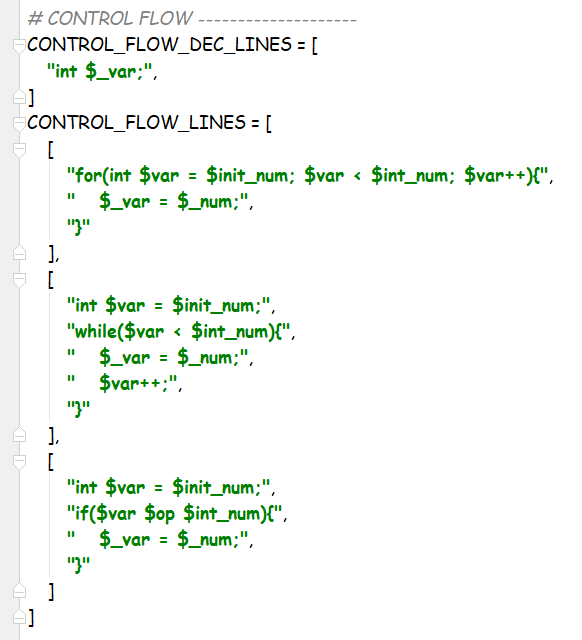 # CONTROL FLOW --------------------
CONTROL_FLOW_DEC_LINES = [
"int $_var;",
]
CONTROL_FLOW_LINES = [
[
"for(int $var = $init_num; $var < $int_num; $var++){",
"   $_var = $_num;",
"}"
],
[
"int $var = $init_num;",
"while($var < $int_num){",
"   $_var = $_num;",
"   $var++;",
"}"
],
[
"int $var = $init_num;",
"if($var $op $int_num){",
"   $_var = $_num;",
"}"
]
]